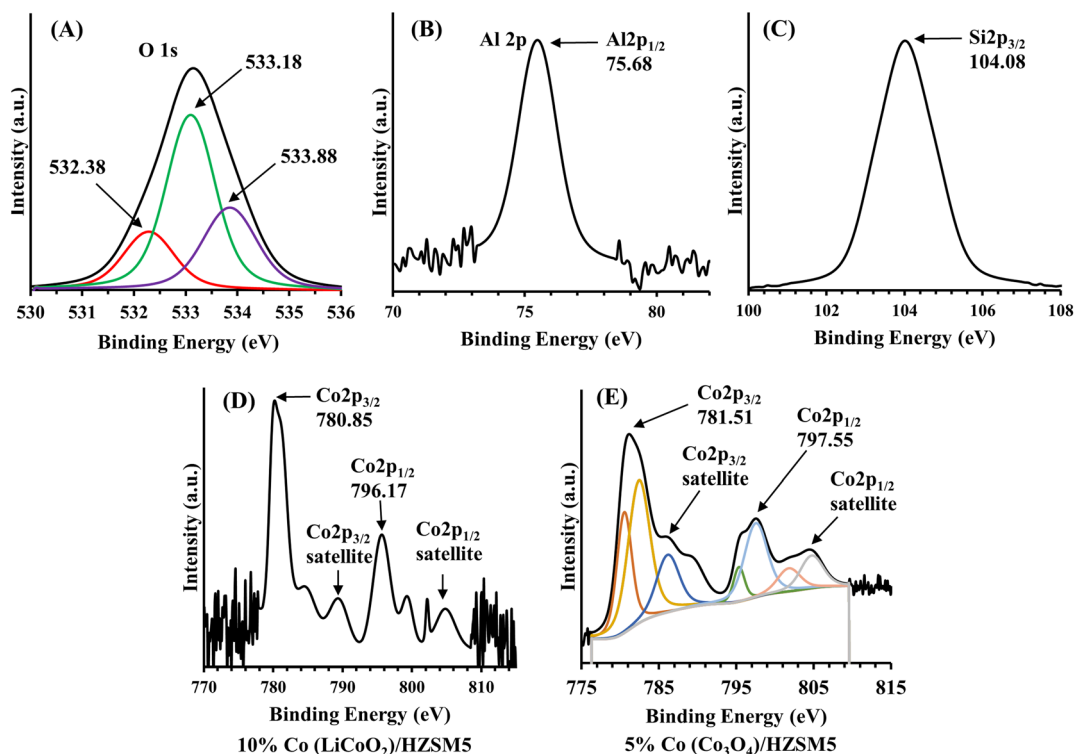 (A)
O 1s
533.18
532.38
533.88
Intensity (a.u.)
530 531 532 533 534 535 536
Binding Energy (eV)
(B)
Al 2p
Al2p1/2
75.68
Intensity (a.u.)
70 75 80
Binding Energy (eV)
(C)
Si2p3/2
104.08
Intensity (a.u.)
100 102 104 106 108
Binding Energy (eV)
(D)
Co2p3/2
780.85
Co2p1/2
796.17
Co2p3/2
satellite
Co2p1/2
satellite
Intensity (a.u.)
770 780 790 800 810
Binding Energy (eV)
10% Co (LiCoO2)/HZSM5
(E)
Co2p3/2
781.51
Co2p1/2
797.55
Co2p3/2
satellite
Co2p1/2
satellite
Intensity (a.u.)
775 785 795 805 815
Binding Energy (eV)
5% Co (Co3O4)/HZSM5